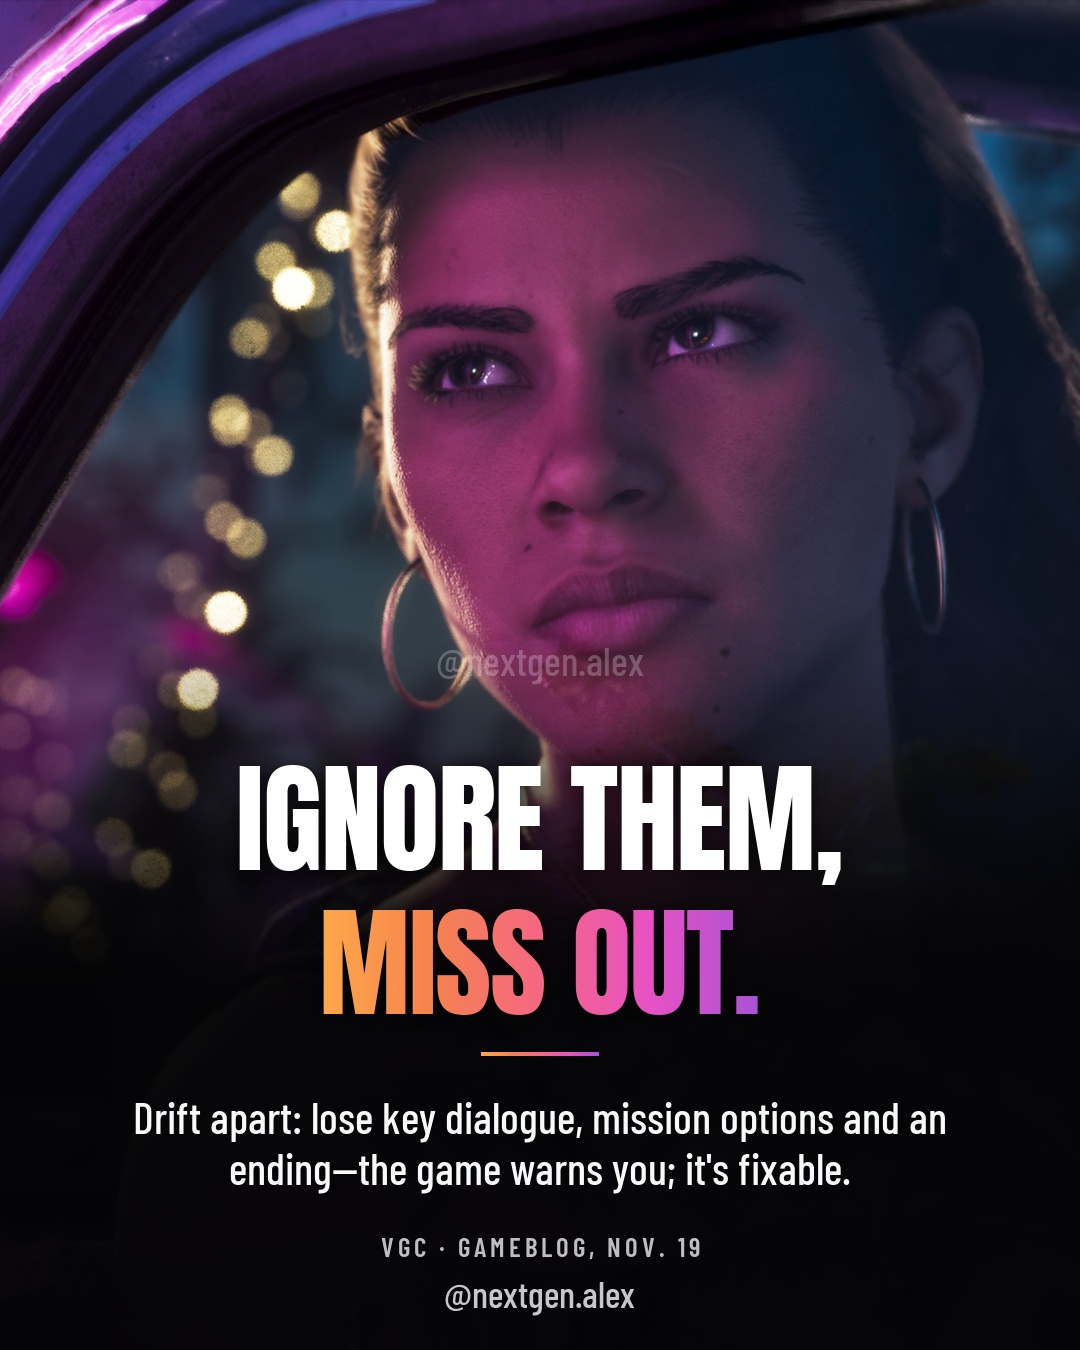 @nextgen.alex
IGNORE THEM,
MISS OUT.
Drift apart: lose key dialogue, mission options and an
ending—the game warns you; it's fixable.
VGC · GAMEBLOG, NOV. 19
@nextgen.alex